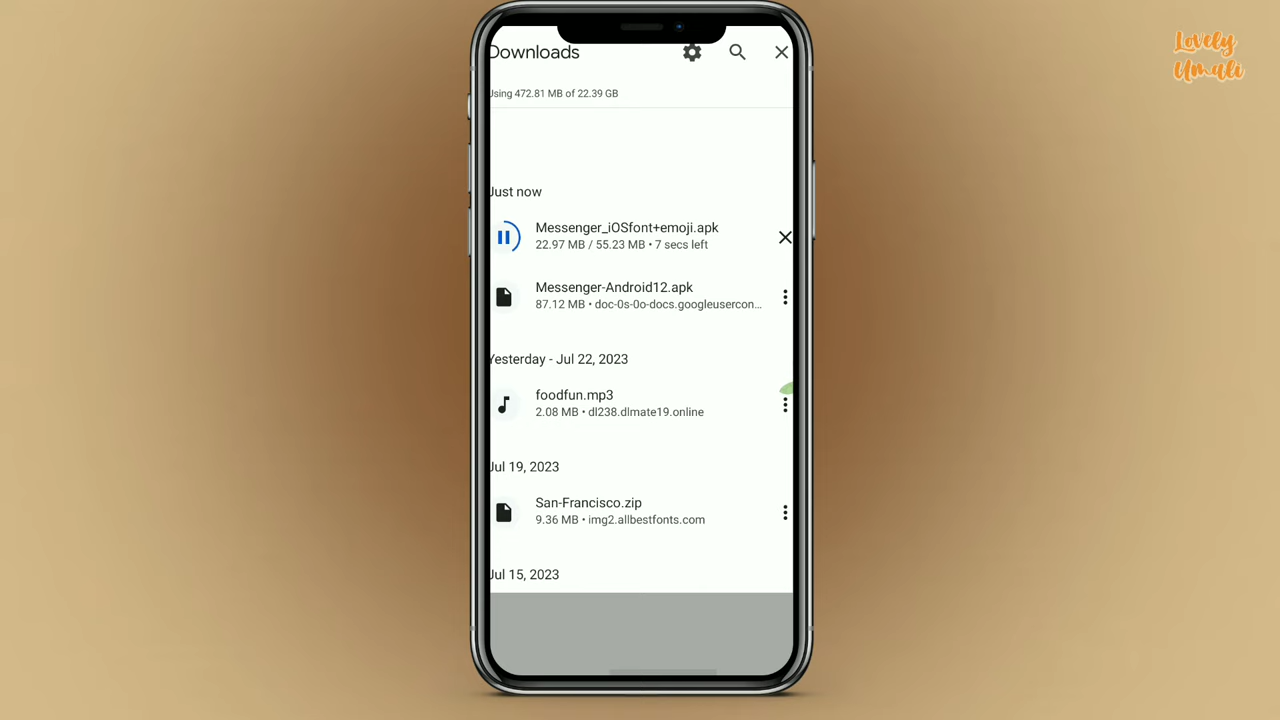 Lovely
Umali
Downloads
Using 472.81 MB of 22.39 GB
Just now
Messenger_iOSfont+emoji.apk
22.97 MB / 55.23 MB • 7 secs left
Messenger-Android12.apk
87.12 MB • doc-0s-0o-docs.googleusercon...
Yesterday - Jul 22, 2023
foodfun.mp3
2.08 MB • dl238.dlmate19.online
Jul 19, 2023
San-Francisco.zip
9.36 MB • img2.allbestfonts.com
Jul 15, 2023